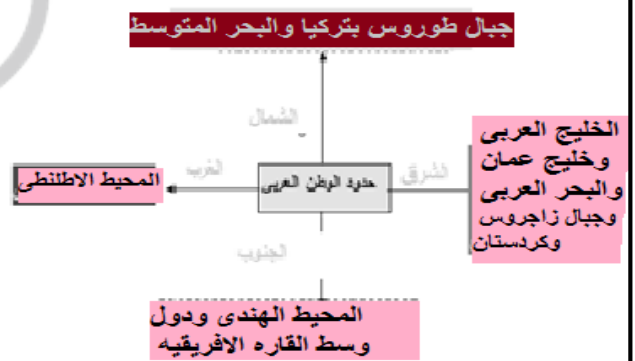 جبال طوروس بتركيا والبحر المتوسط
الشمال
الخليج العربى
وخليج عمان
والبحر العربى
وجبال زاجروس
وكردستان
الشرق
حدود الوطن العربى
الغرب
المحيط الاطلنطى
الجنوب
المحيط الهندى ودول
وسط القاره الافريقيه